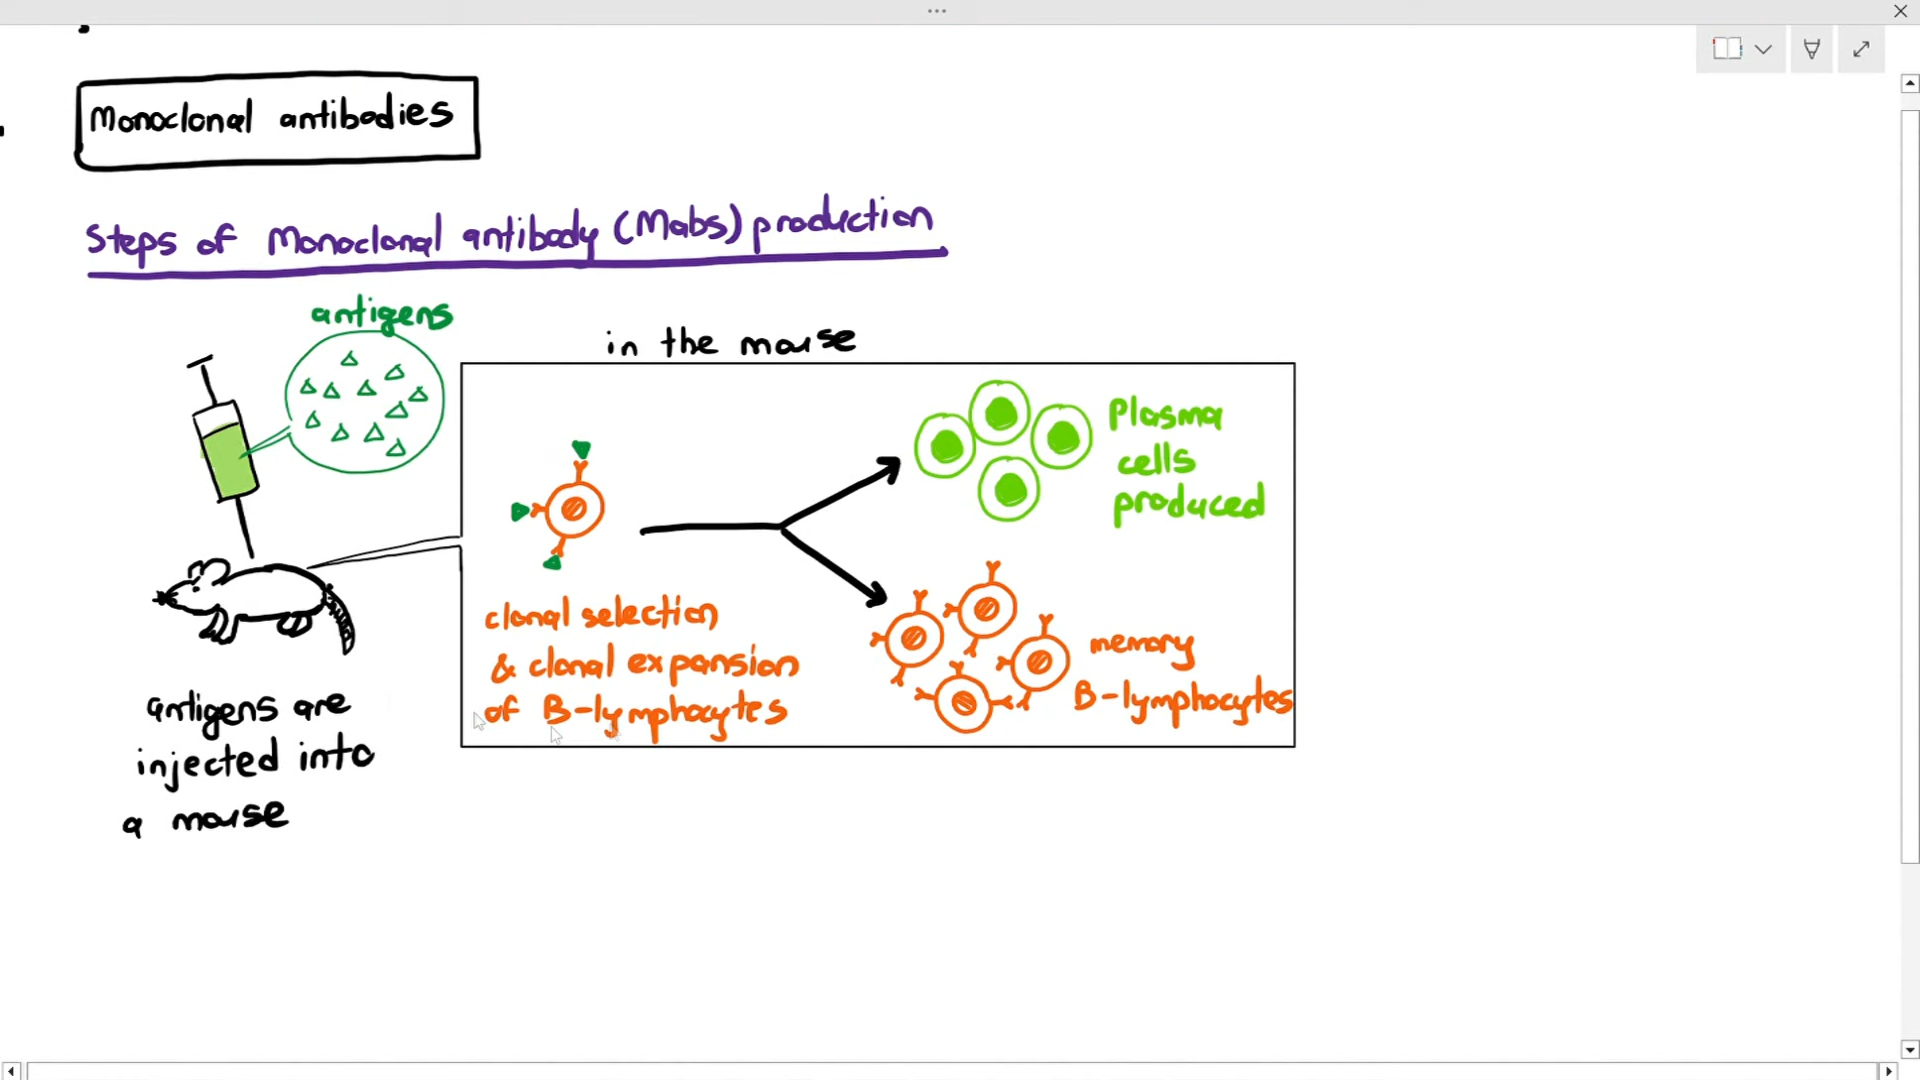 Monoclonal antibodies
Steps of Monoclonal antibody (Mabs) production
antigens
in the mouse
Plasma
cells
produced
clonal selection
& clonal expansion
of B-lymphocytes
memory
B-lymphocytes
antigens are
injected into
a mouse